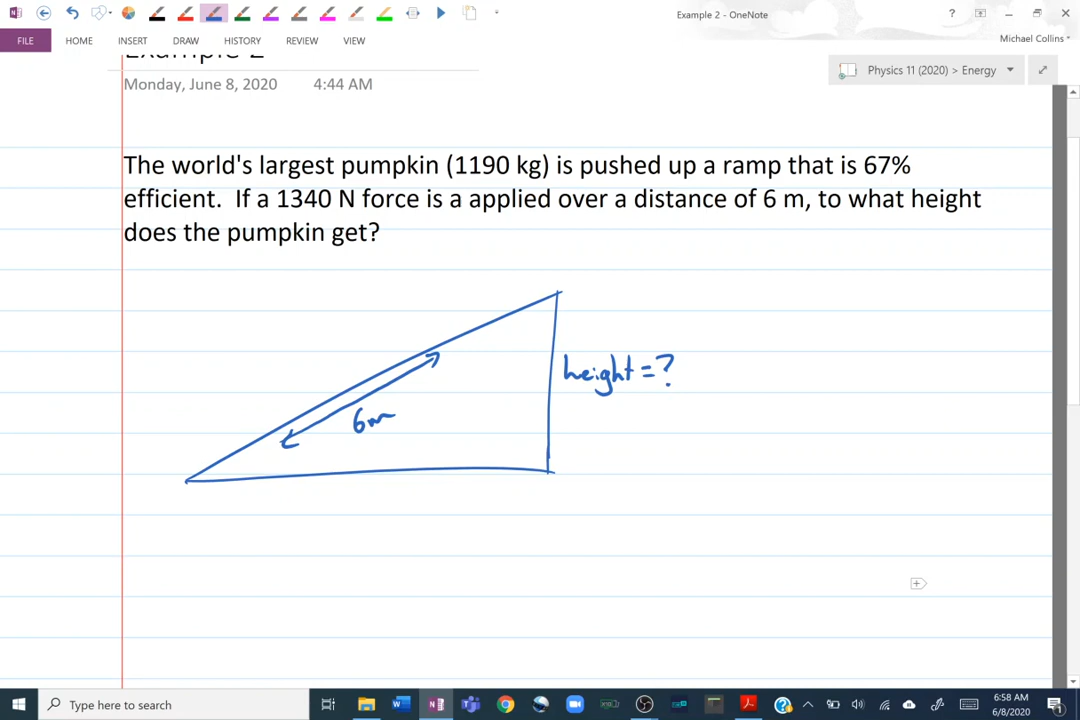 Example 2 - OneNote
Michael Collins
FILE HOME INSERT DRAW HISTORY REVIEW VIEW
Example 2
Monday, June 8, 2020 4:44 AM
Physics 11 (2020) > Energy
The world's largest pumpkin (1190 kg) is pushed up a ramp that is 67%
efficient. If a 1340 N force is a applied over a distance of 6 m, to what height
does the pumpkin get?
height = ?
6m
Type here to search
6:58 AM
6/8/2020